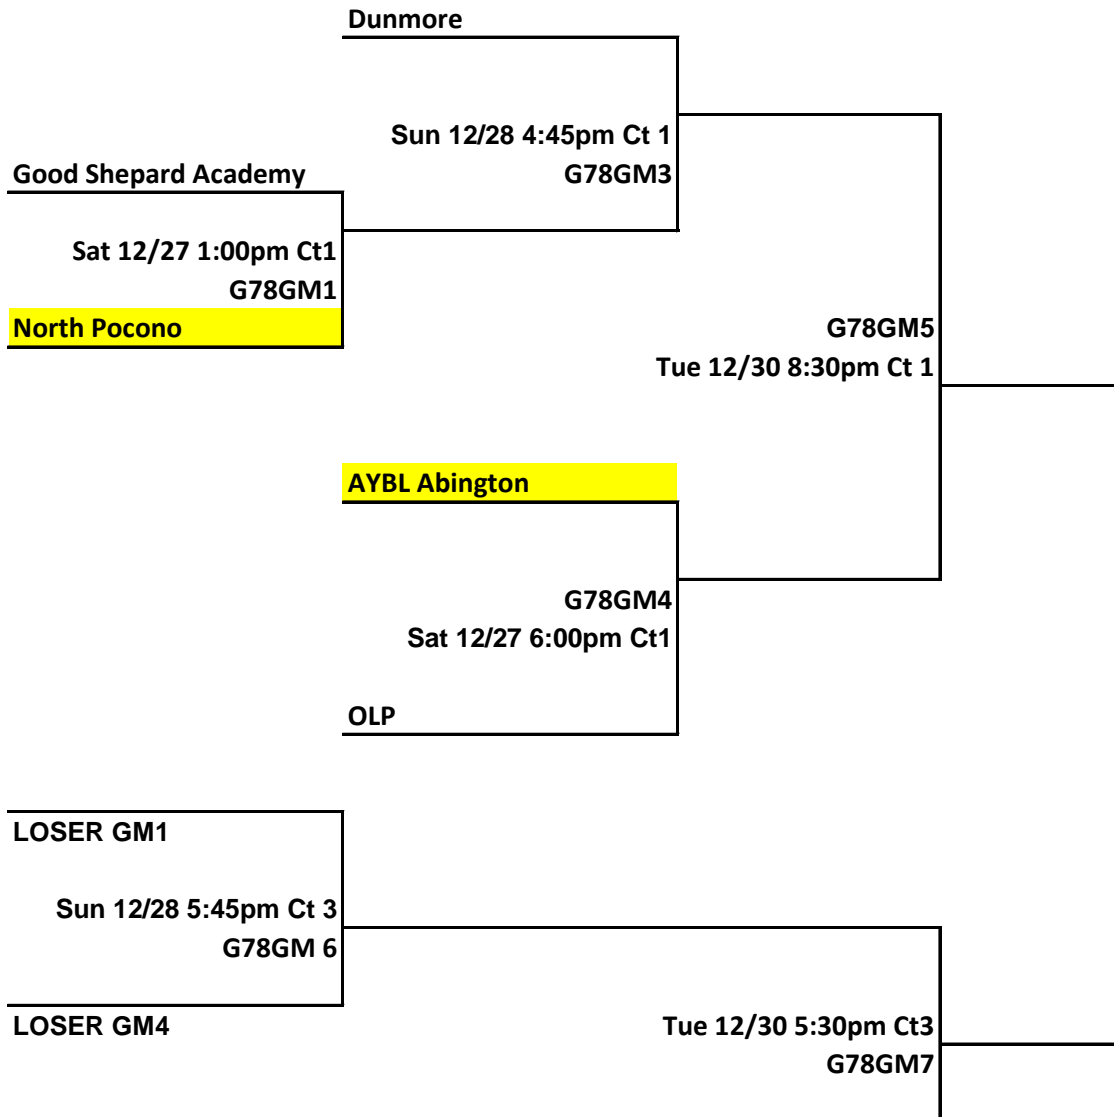 Dunmore
Sun 12/28 4:45pm Ct 1
G78GM3
Good Shepard Academy
Sat 12/27 1:00pm Ct1
G78GM1
North Pocono
G78GM5
Tue 12/30 8:30pm Ct 1
AYBL Abington
G78GM4
Sat 12/27 6:00pm Ct1
OLP
LOSER GM1
Sun 12/28 5:45pm Ct 3
G78GM 6
LOSER GM4
Tue 12/30 5:30pm Ct3
G78GM7